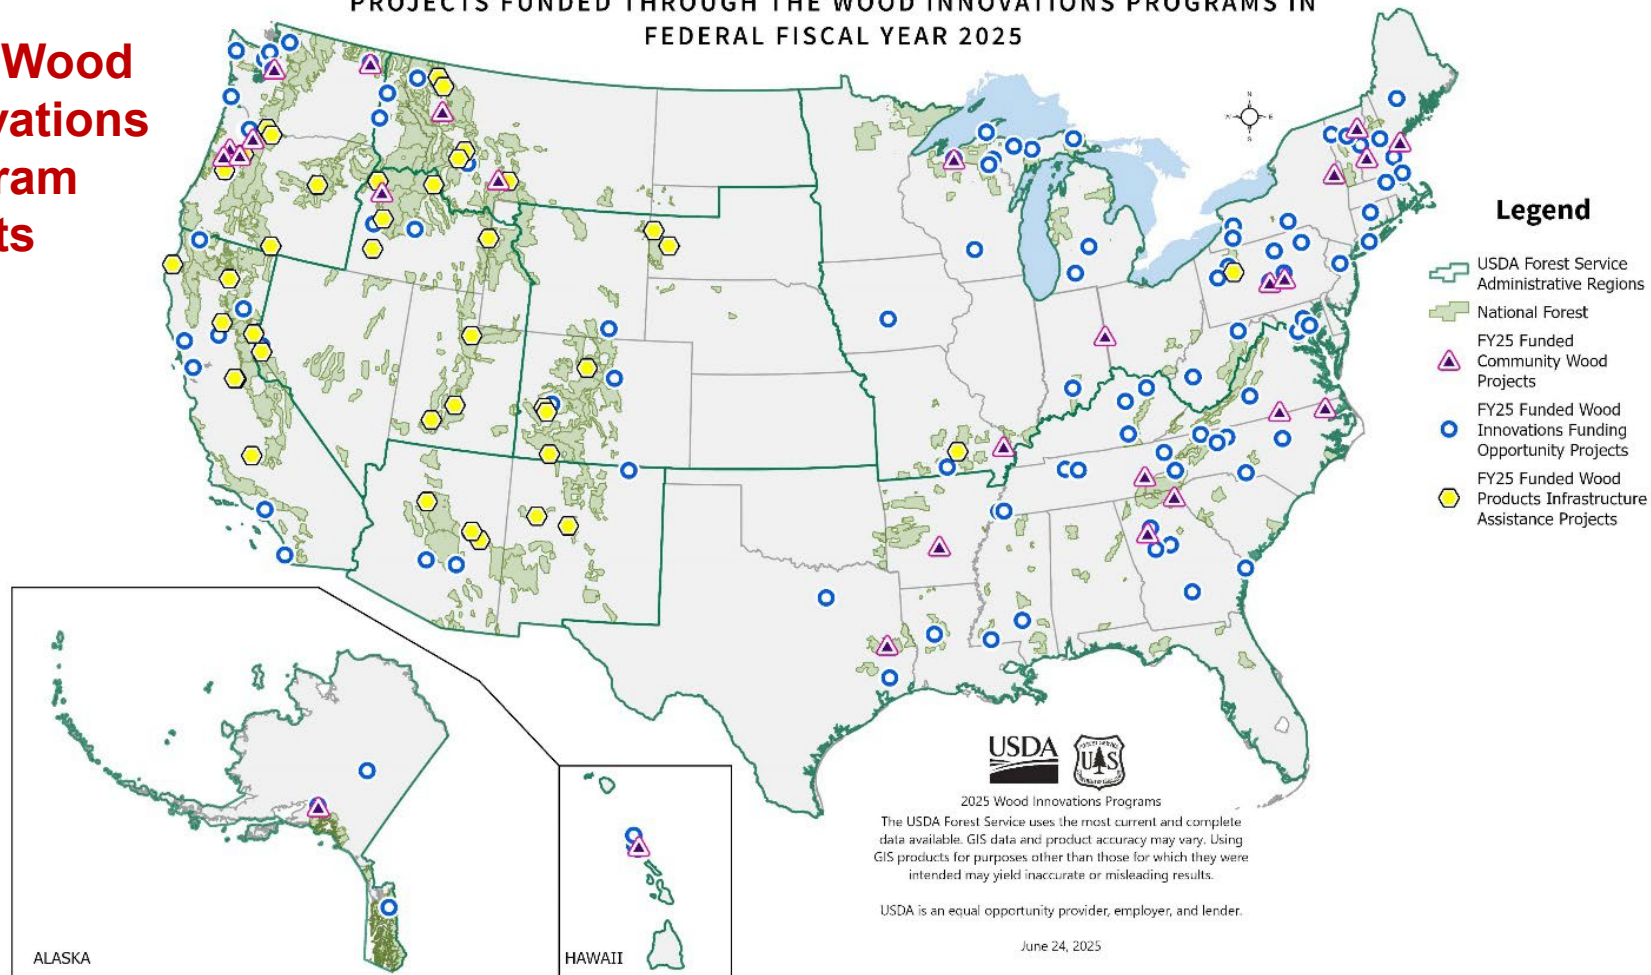 PROJECTS FUNDED THROUGH THE WOOD INNOVATIONS PROGRAMS IN
FEDERAL FISCAL YEAR 2025
Wood
vations
ram
ts
N
W
E
S
Legend
USDA Forest Service
Administrative Regions
National Forest
FY25 Funded
Community Wood
Projects
FY25 Funded Wood
Innovations Funding
Opportunity Projects
FY25 Funded Wood
Products Infrastructure
Assistance Projects
USDA
FOREST SERVICE
U S
DEPARTMENT OF AGRICULTURE
2025 Wood Innovations Programs
The USDA Forest Service uses the most current and complete
data available. GIS data and product accuracy may vary. Using
GIS products for purposes other than those for which they were
intended may yield inaccurate or misleading results.
USDA is an equal opportunity provider, employer, and lender.
June 24, 2025
ALASKA
HAWAII